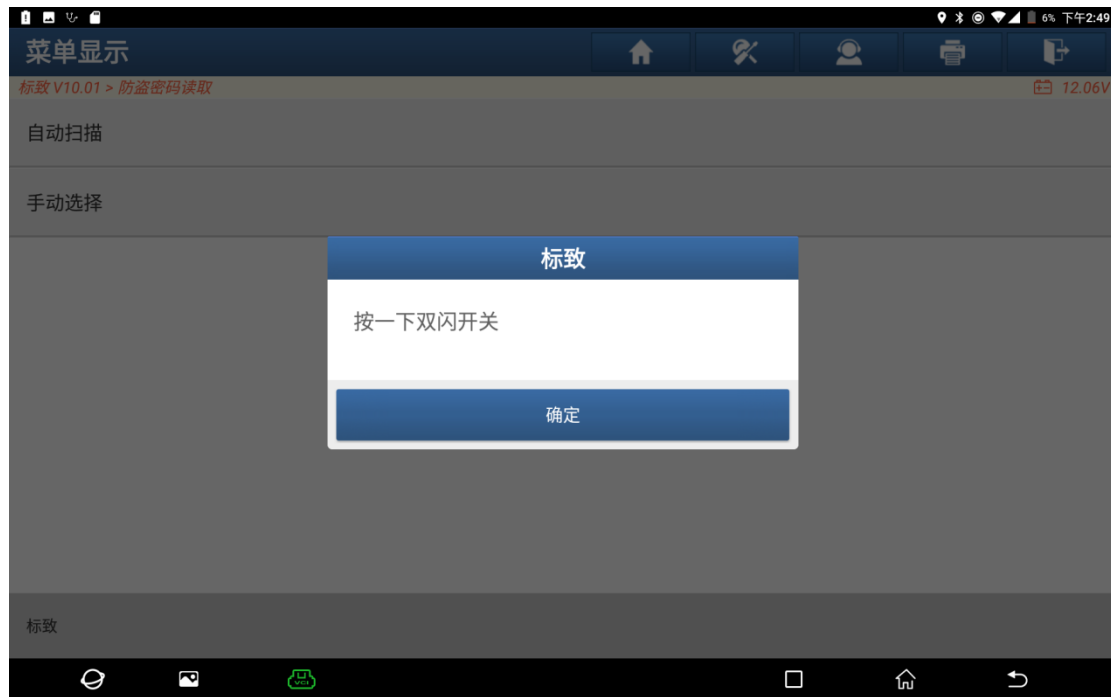 6% 下午2:49
菜单显示
标致 V10.01 > 防盗密码读取 12.06V
自动扫描
手动选择
标致
按一下双闪开关
确定
标致
VCI